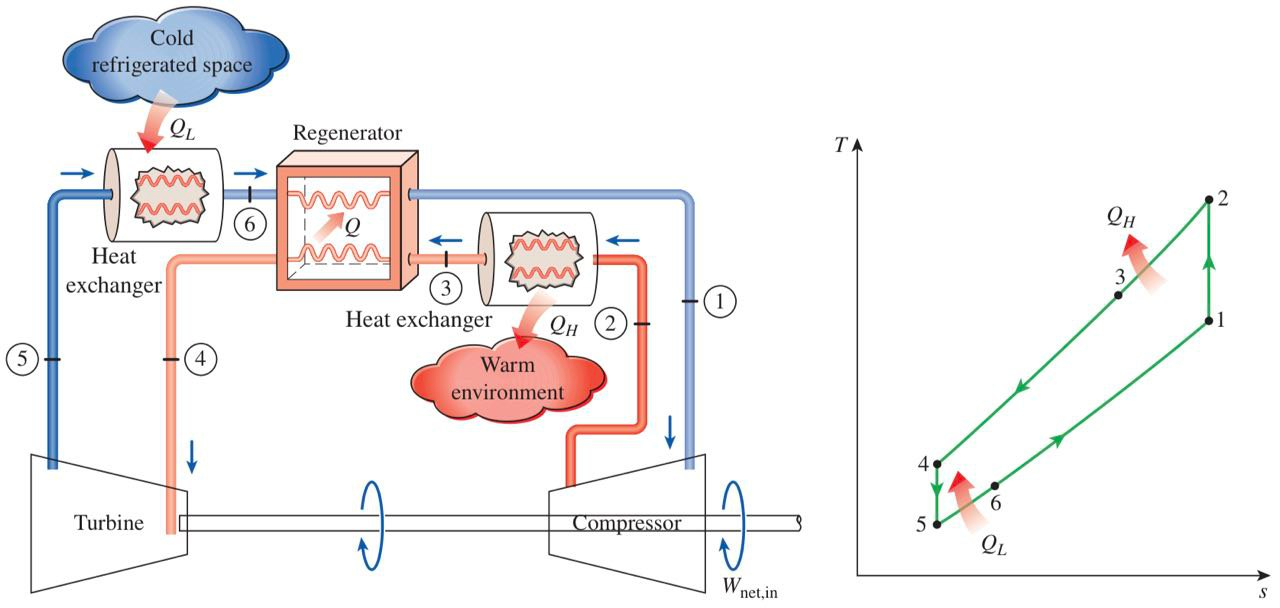 Cold
refrigerated space
Q_L
Regenerator
6
Q
Heat
exchanger
3
Heat exchanger
Q_H
2
1
5
4
Warm
environment
Turbine
Compressor
W_net,in
T
2
Q_H
3
1
4
6
5
Q_L
s